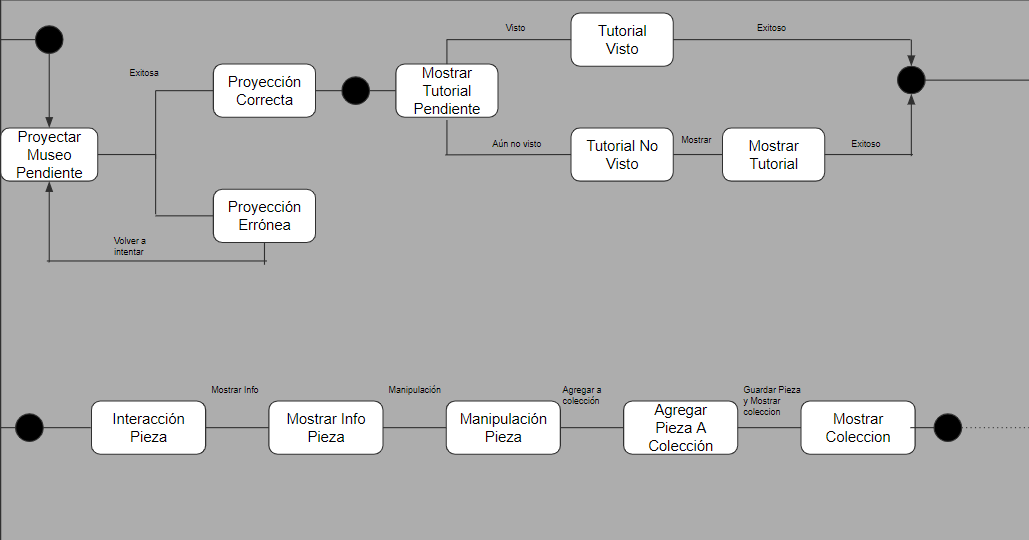 Visto
Tutorial
Visto
Exitoso
Exitosa
Proyección
Correcta
Mostrar
Tutorial
Pendiente
Proyectar
Museo
Pendiente
Aún no visto
Tutorial No
Visto
Mostrar
Mostrar
Tutorial
Exitoso
Proyección
Errónea
Volver a
intentar
Interacción
Pieza
Mostrar Info
Mostrar Info
Pieza
Manipulación
Manipulación
Pieza
Agregar a
colección
Agregar
Pieza A
Colección
Guardar Pieza
y Mostrar
coleccion
Mostrar
Coleccion